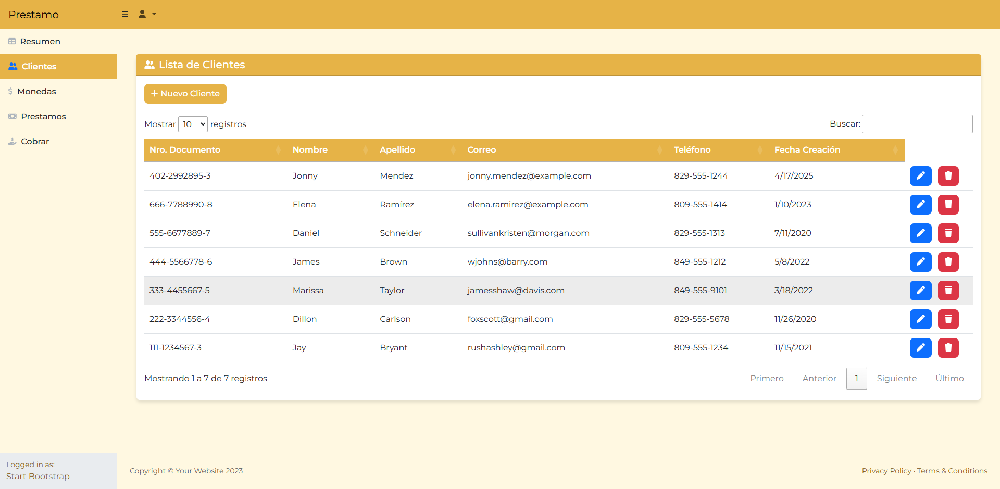 Prestamo
Resumen
Clientes
Monedas
Prestamos
Cobrar
Lista de Clientes
+ Nuevo Cliente
Mostrar 10 registros
Buscar:
Nro. Documento Nombre Apellido Correo Teléfono Fecha Creación
402-2992895-3 Jonny Mendez jonny.mendez@example.com 829-555-1244 4/17/2025
666-7788990-8 Elena Ramírez elena.ramirez@example.com 809-555-1414 1/10/2023
555-6677889-7 Daniel Schneider sullivankristen@morgan.com 829-555-1313 7/11/2020
444-5566778-6 James Brown wjohns@barry.com 849-555-1212 5/8/2022
333-4455667-5 Marissa Taylor jamesshaw@davis.com 849-555-9101 3/18/2022
222-3344556-4 Dillon Carlson foxscott@gmail.com 829-555-5678 11/26/2020
111-1234567-3 Jay Bryant rushashley@gmail.com 809-555-1234 11/15/2021
Mostrando 1 a 7 de 7 registros
Primero Anterior 1 Siguiente Último
Logged in as:
Start Bootstrap
Copyright © Your Website 2023
Privacy Policy · Terms & Conditions